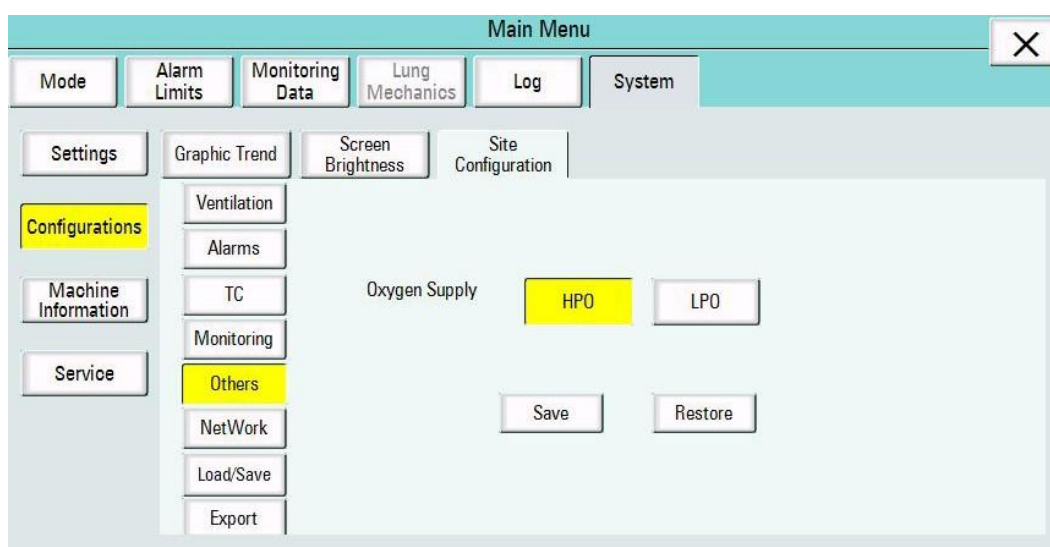 Main Menu
X
Mode
Alarm
Limits
Monitoring
Data
Lung
Mechanics
Log
System
Settings
Graphic Trend
Screen
Brightness
Site
Configuration
Configurations
Machine
Information
Service
Ventilation
Alarms
TC
Monitoring
Others
NetWork
Load/Save
Export
Oxygen Supply
HPO
LPO
Save
Restore